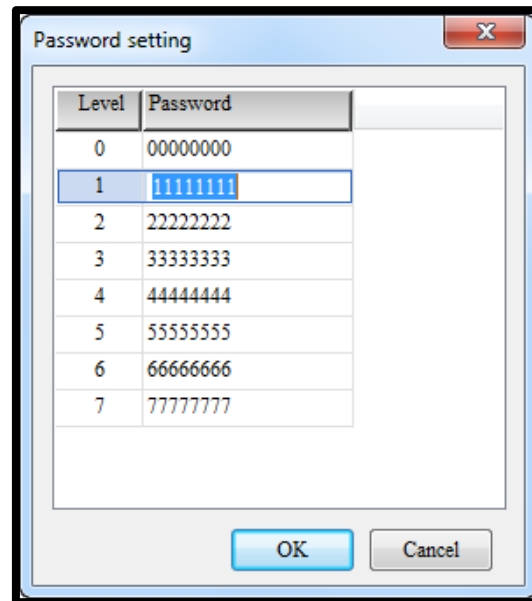 Password setting
Level Password
0 00000000
1 11111111
2 22222222
3 33333333
4 44444444
5 55555555
6 66666666
7 77777777
OK Cancel